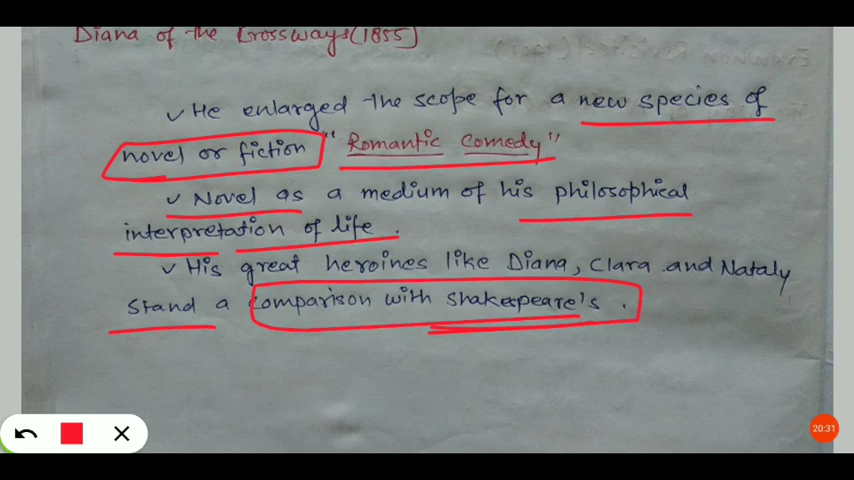 Diana of the Crossways(1855)
✓ He enlarged the scope for a new species of
novel or fiction "Romantic Comedy"
✓ Novel as a medium of his philosophical
interpretation of life.
✓ His great heroines like Diana, Clara and Nataly
stand a comparison with Shakespeare's.
20:31